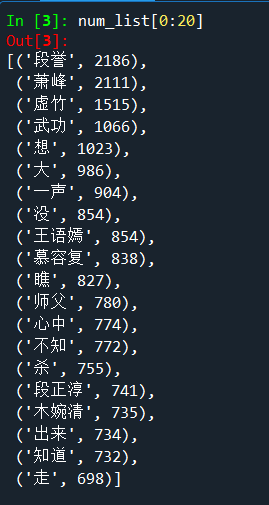 In [3]: num_list[0:20]
Out[3]:
[('段誉', 2186),
('萧峰', 2111),
('虚竹', 1515),
('武功', 1066),
('想', 1023),
('大', 986),
('一声', 904),
('役', 854),
('王语嫣', 854),
('慕容复', 838),
('瞧', 827),
('师父', 780),
('心中', 774),
('不知', 772),
('杀', 755),
('段正淳', 741),
('木婉清', 735),
('出来', 734),
('知道', 732),
('走', 698)]